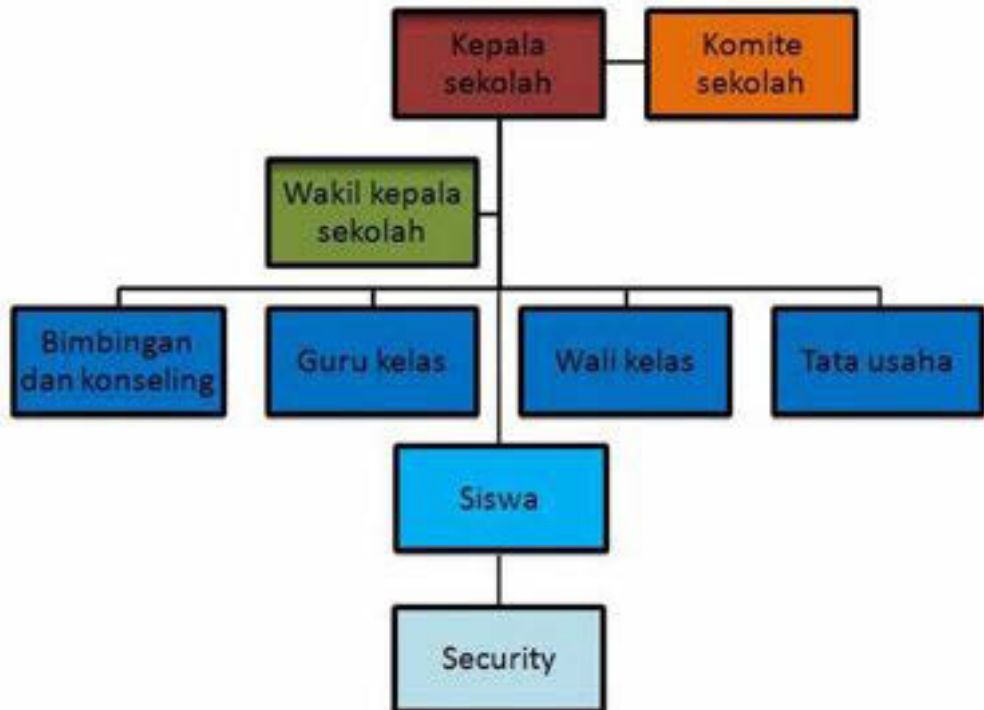 Kepala
sekolah
Komite
sekolah
Wakil kepala
sekolah
Bimbingan
dan konseling
Guru kelas
Wali kelas
Tata usaha
Siswa
Security